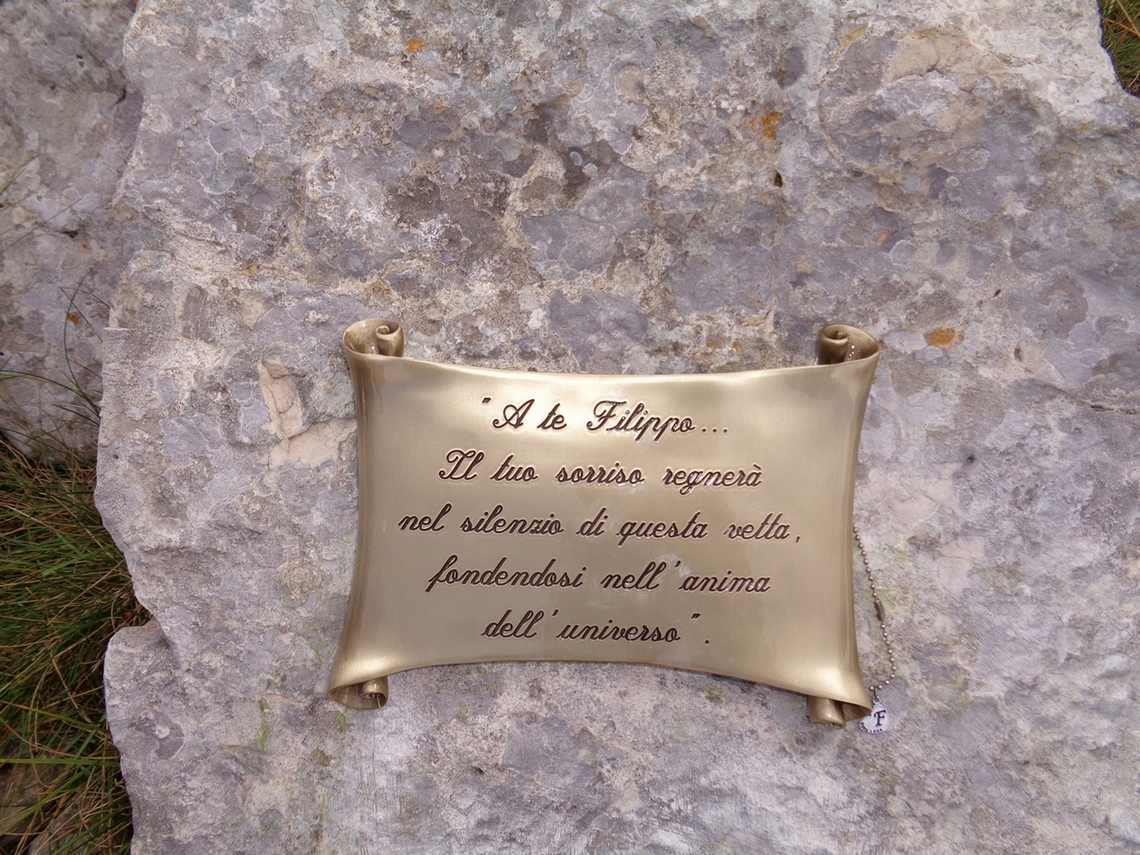 "A te Filippo...
Il tuo sorriso regnerà
nel silenzio di questa vetta,
fondendosi nell'anima
dell'universo".
F